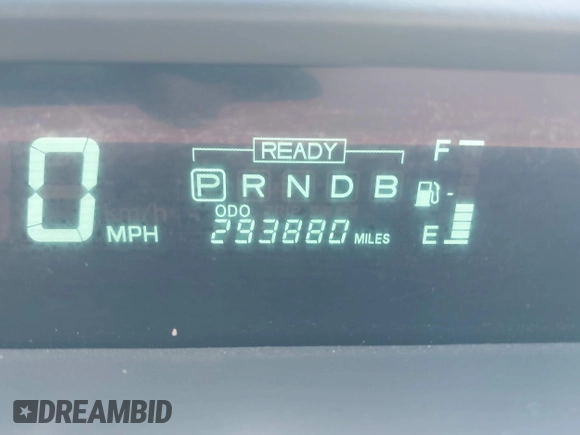 READY
F
P R N D B
0 MPH
ODO
293880 MILES
E
DREAMBID